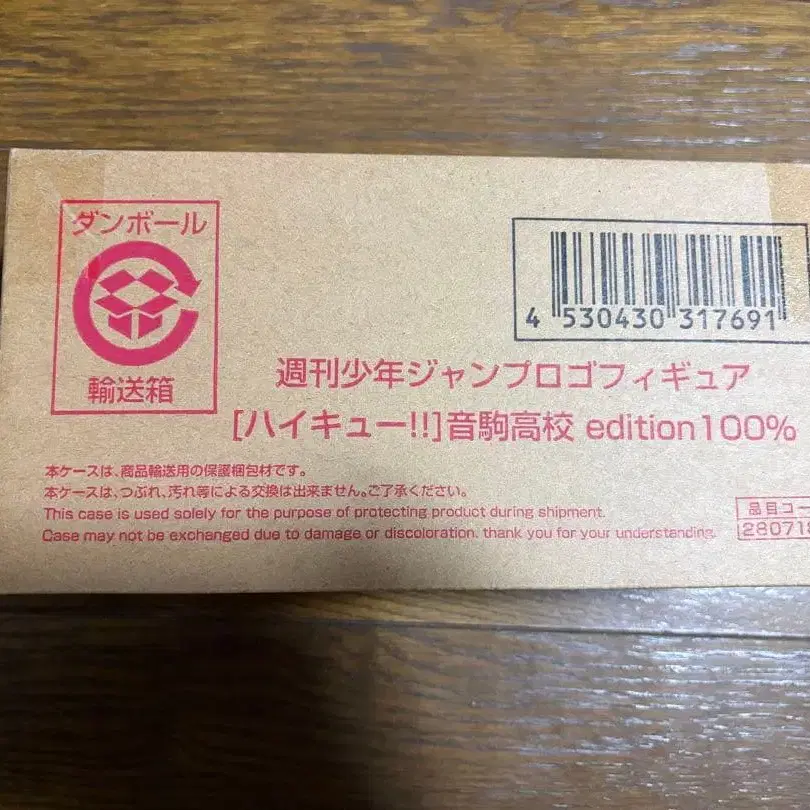 ダンボール
輸送箱
4 530430 317691
週刊少年ジャンプロゴフィギュア
[ハイキュー!!]音駒高校 edition100%
本ケースは、商品輸送用の保護梱包材です。
本ケースは、つぶれ、汚れ等による交換は出来ません。ご了承ください。
This case is used solely for the purpose of protecting product during shipment.
Case may not be exchanged due to damage or discoloration. thank you for your understanding.
品目コー
28071